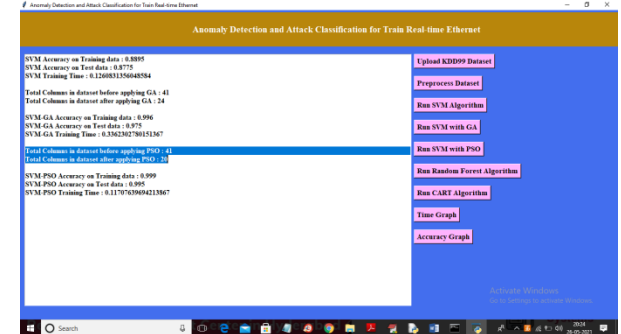 Anomaly Detection and Attack Classification for Train Real-time Ethernet
Anomaly Detection and Attack Classification for Train Real-time Ethernet
SVM Accuracy on Training data : 0.8895
SVM Accuracy on Test data : 0.8775
SVM Training Time : 0.1260831356048584
Total Columns in dataset before applying GA : 41
Total Columns in dataset after applying GA : 24
SVM-GA Accuracy on Training data : 0.996
SVM-GA Accuracy on Test data : 0.975
SVM-GA Training Time : 0.3362302780151367
Total Columns in dataset before applying PSO : 41
Total Columns in dataset after applying PSO : 20
SVM-PSO Accuracy on Training data : 0.999
SVM-PSO Accuracy on Test data : 0.995
SVM-PSO Training Time : 0.11707639694213867
Upload KDD99 Dataset
Preprocess Dataset
Run SVM Algorithm
Run SVM with GA
Run SVM with PSO
Run Random Forest Algorithm
Run CART Algorithm
Time Graph
Accuracy Graph
Activate Windows
Go to Settings to activate Windows
Search
20:24
26-05-2021